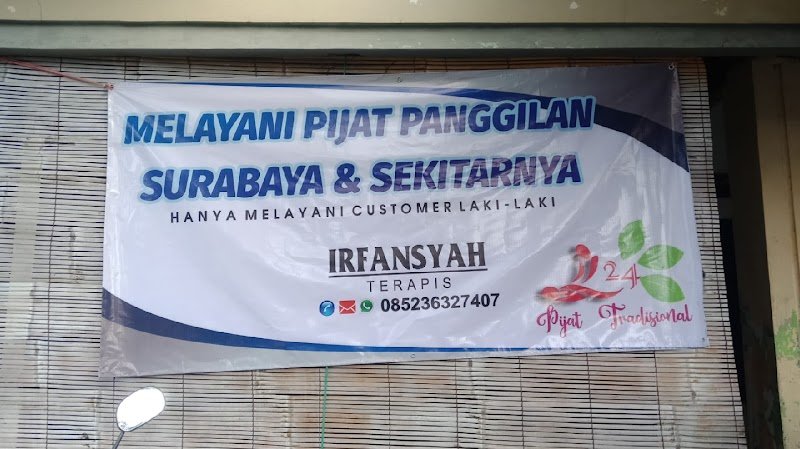 MELAYANI PIJAT PANGGILAN
SURABAYA & SEKITARNYA
HANYA MELAYANI CUSTOMER LAKI-LAKI
IRFANSYAH
TERAPIS
085236327407
24
Pijat Tradisional